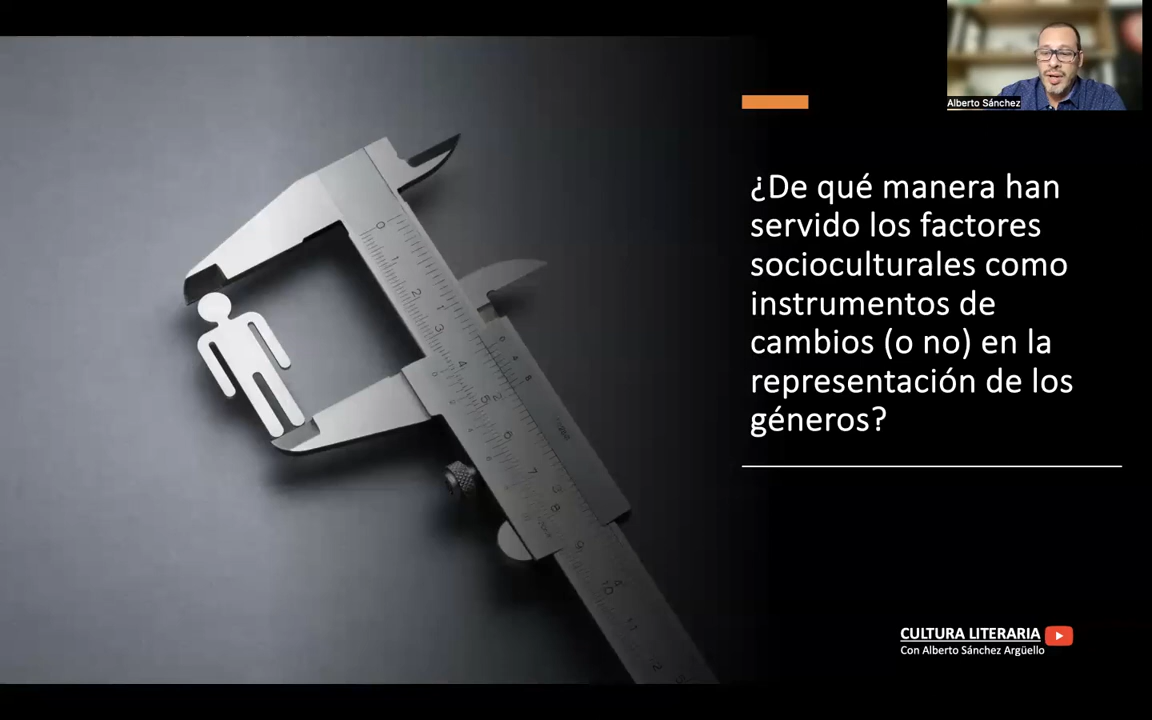 Alberto Sánchez
¿De qué manera han
servido los factores
socioculturales como
instrumentos de
cambios (o no) en la
representación de los
géneros?
CULTURA LITERARIA
Con Alberto Sánchez Argüello